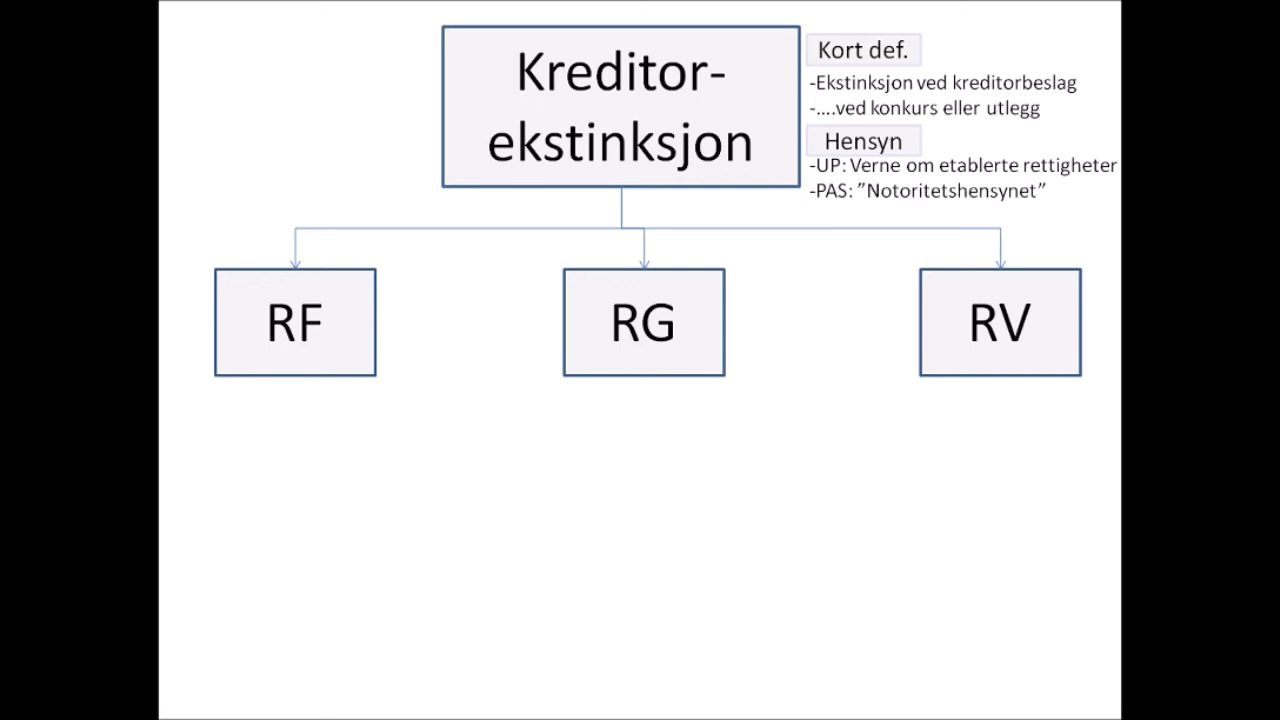 Kreditor-
ekstinksjon
Kort def.
-Ekstinksjon ved kreditorbeslag
-....ved konkurs eller utlegg
Hensyn
-UP: Verne om etablerte rettigheter
-PAS: ”Notoritetshensynet”
RF
RG
RV